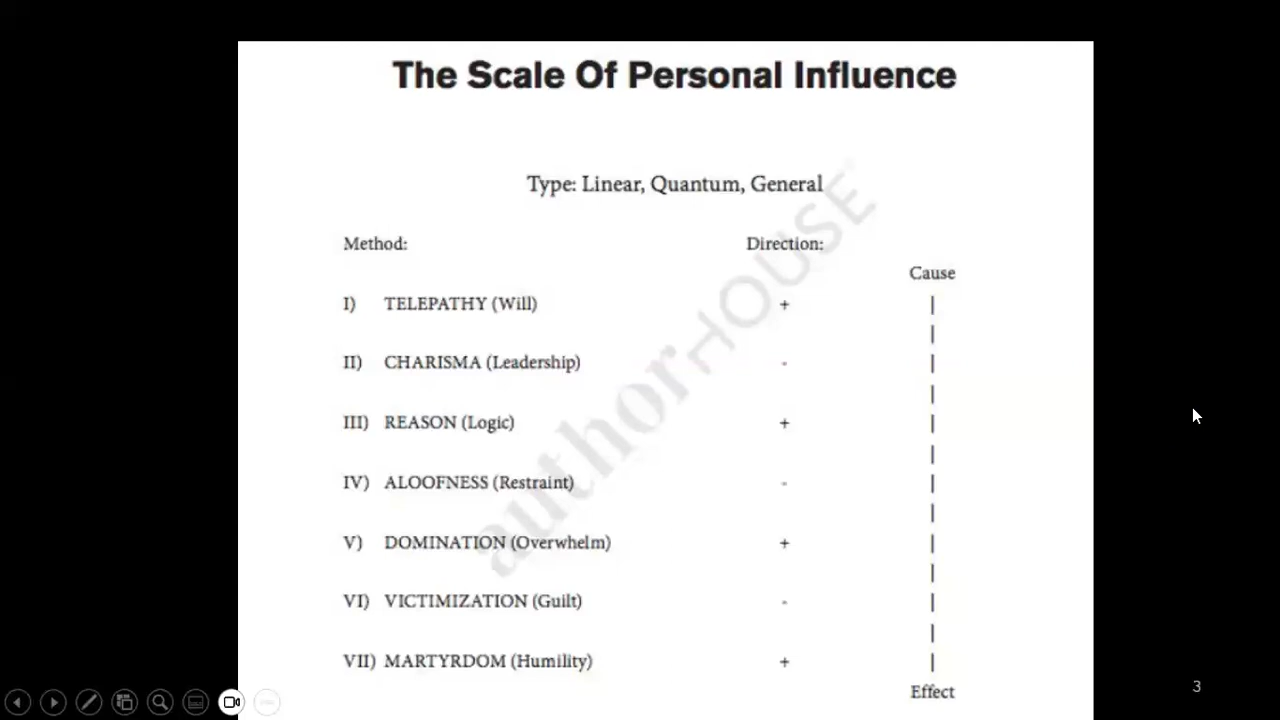 The Scale Of Personal Influence
Type: Linear, Quantum, General
Method: Direction:
Cause
I) TELEPATHY (Will) +
II) CHARISMA (Leadership) -
III) REASON (Logic) +
IV) ALOOFNESS (Restraint) -
V) DOMINATION (Overwhelm) +
VI) VICTIMIZATION (Guilt) -
VII) MARTYRDOM (Humility) +
Effect
authorHOUSE
3